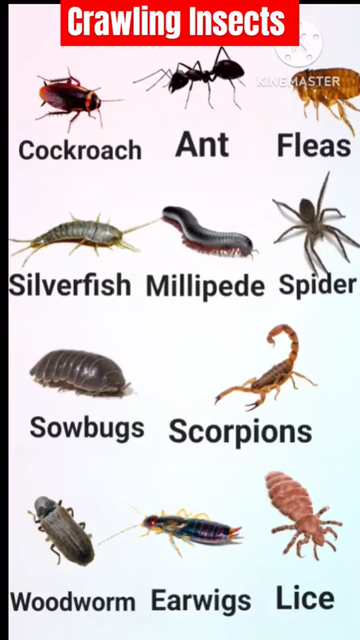 Crawling Insects
KINEMASTER
Cockroach Ant Fleas
Silverfish Millipede Spider
Sowbugs Scorpions
Woodworm Earwigs Lice